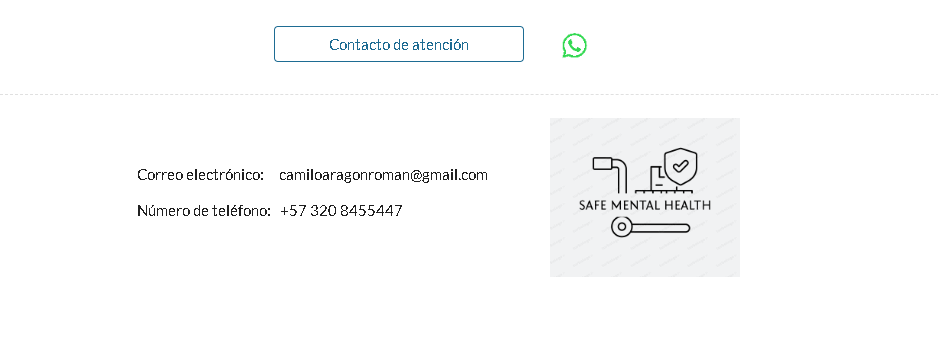 Contacto de atención
Correo electrónico: camiloaragonroman@gmail.com
Número de teléfono: +57 320 8455447
SAFE MENTAL HEALTH